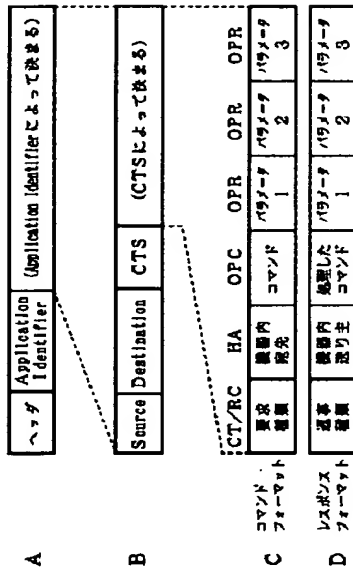 A
ヘッダ
Application Identifier
(Application Identifierによって決まる)
B
Source
Destination
CTS
(CTSによって決まる)
CT/RC
HA
OPC
OPR
OPR
OPR
C
コマンド・フォーマット
要求種類
機器内宛先
コマンド
パラメータ1
パラメータ2
パラメータ3
D
レスポンスフォーマット
返事種類
機器内送り主
処理したコマンド
パラメータ1
パラメータ2
パラメータ3